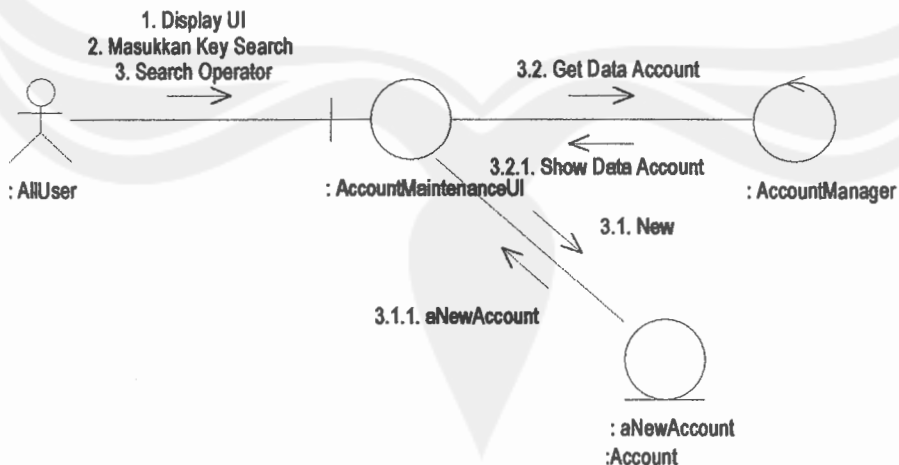 1. Display UI
2. Masukkan Key Search
3. Search Operator
3.2. Get Data Account
3.2.1. Show Data Account
: AllUser
: AccountMaintenanceUI
: AccountManager
3.1. New
3.1.1. aNewAccount
: aNewAccount
:Account